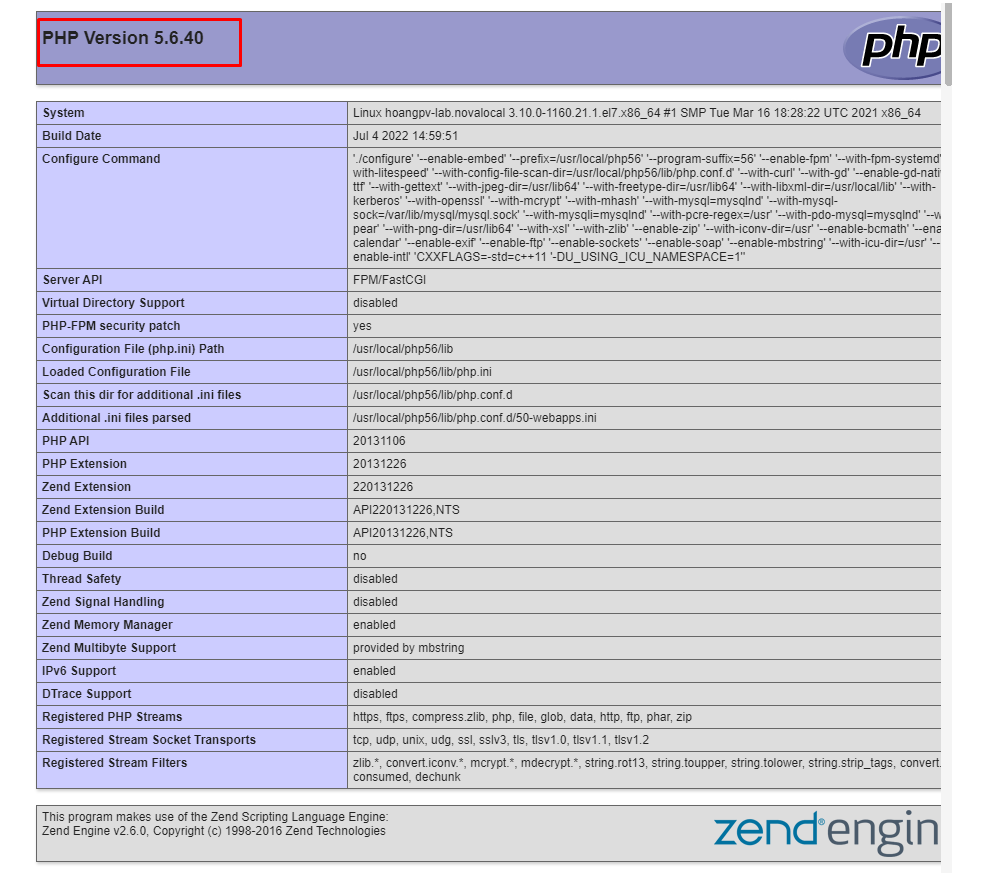 PHP Version 5.6.40
php
System Linux hoangpv-lab.novalocal 3.10.0-1160.21.1.el7.x86_64 #1 SMP Tue Mar 16 18:28:22 UTC 2021 x86_64
Build Date Jul 4 2022 14:59:51
Configure Command './configure' '--enable-embed' '--prefix=/usr/local/php56' '--program-suffix=56' '--enable-fpm' '--with-fpm-systemd'
with-litespeed' '--with-config-file-scan-dir=/usr/local/php56/lib/php.conf.d' '--with-curl' '--with-gd' '--enable-gd-nati
ttf' '--with-gettext' '--with-jpeg-dir=/usr/lib64' '--with-freetype-dir=/usr/lib64' '--with-libxml-dir=/usr/local/lib' '--with-
kerberos' '--with-openssl' '--with-mcrypt' '--with-mhash' '--with-mysql=mysqlnd' '--with-mysql-
sock=/var/lib/mysql/mysql.sock' '--with-mysqli=mysqlnd' '--with-pcre-regex=/usr' '--with-pdo-mysql=mysqlnd' '--w
pear' '--with-png-dir=/usr/lib64' '--with-xsl' '--with-zlib' '--enable-zip' '--with-iconv-dir=/usr' '--enable-bcmath' '--ena
calendar' '--enable-exif' '--enable-ftp' '--enable-sockets' '--enable-soap' '--enable-mbstring' '--with-icu-dir=/usr' '--
enable-intl' 'CXXFLAGS=-std=c++11 '-DU_USING_ICU_NAMESPACE=1''
Server API FPM/FastCGI
Virtual Directory Support disabled
PHP-FPM security patch yes
Configuration File (php.ini) Path /usr/local/php56/lib
Loaded Configuration File /usr/local/php56/lib/php.ini
Scan this dir for additional .ini files /usr/local/php56/lib/php.conf.d
Additional .ini files parsed /usr/local/php56/lib/php.conf.d/50-webapps.ini
PHP API 20131106
PHP Extension 20131226
Zend Extension 220131226
Zend Extension Build API220131226,NTS
PHP Extension Build API20131226,NTS
Debug Build no
Thread Safety disabled
Zend Signal Handling disabled
Zend Memory Manager enabled
Zend Multibyte Support provided by mbstring
IPv6 Support enabled
DTrace Support disabled
Registered PHP Streams https, ftps, compress.zlib, php, file, glob, data, http, ftp, phar, zip
Registered Stream Socket Transports tcp, udp, unix, udg, ssl, sslv3, tls, tlsv1.0, tlsv1.1, tlsv1.2
Registered Stream Filters zlib.*, convert.iconv.*, mcrypt.*, mdecrypt.*, string.rot13, string.toupper, string.tolower, string.strip_tags, convert.
consumed, dechunk
This program makes use of the Zend Scripting Language Engine:
Zend Engine v2.6.0, Copyright (c) 1998-2016 Zend Technologies
zend® engin